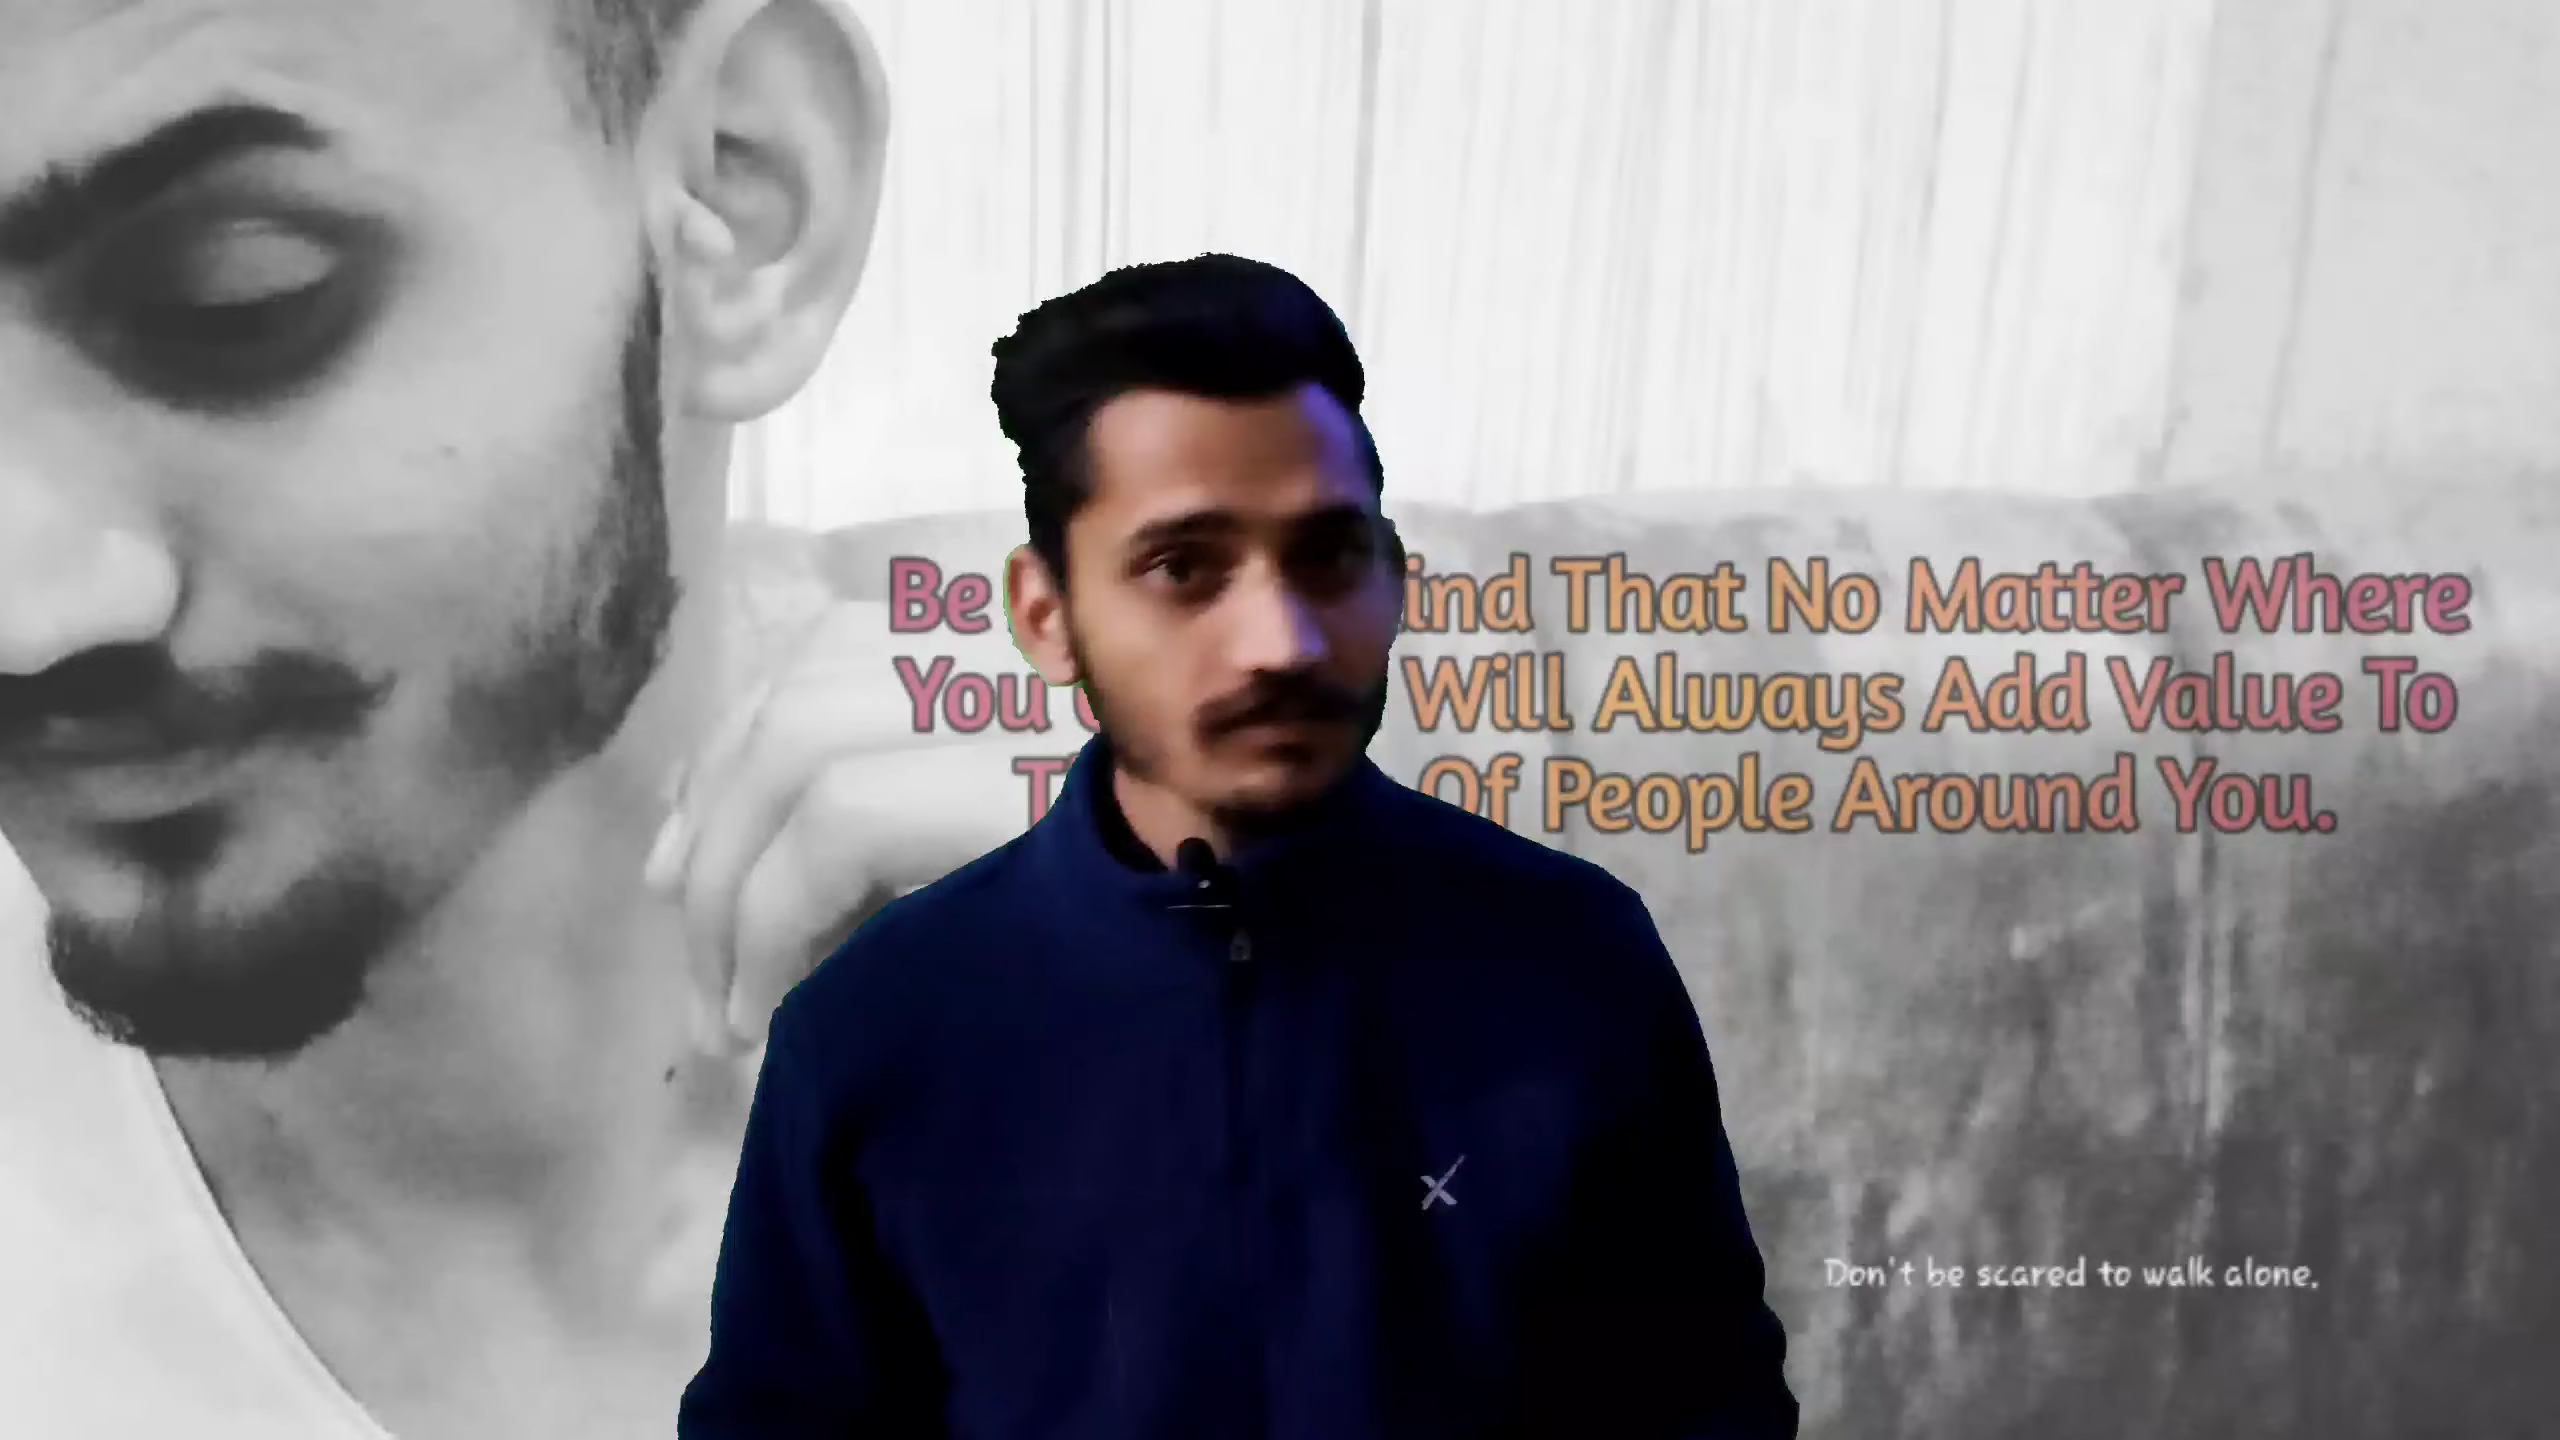 Be ind That No Matter Where
You Will Always Add Value To
Of People Around You.
Don't be scared to walk alone.